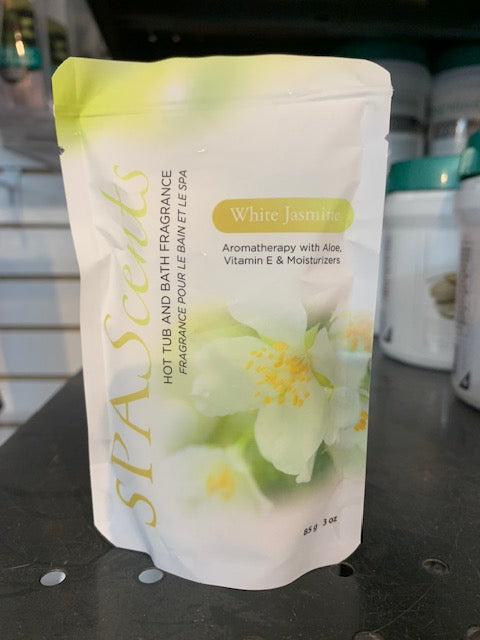 SPAScents
HOT TUB AND BATH FRAGRANCE
FRAGRANCE POUR LE BAIN ET LE SPA
White Jasmine
Aromatherapy with Aloe,
Vitamin E & Moisturizers
85 g 3 oz